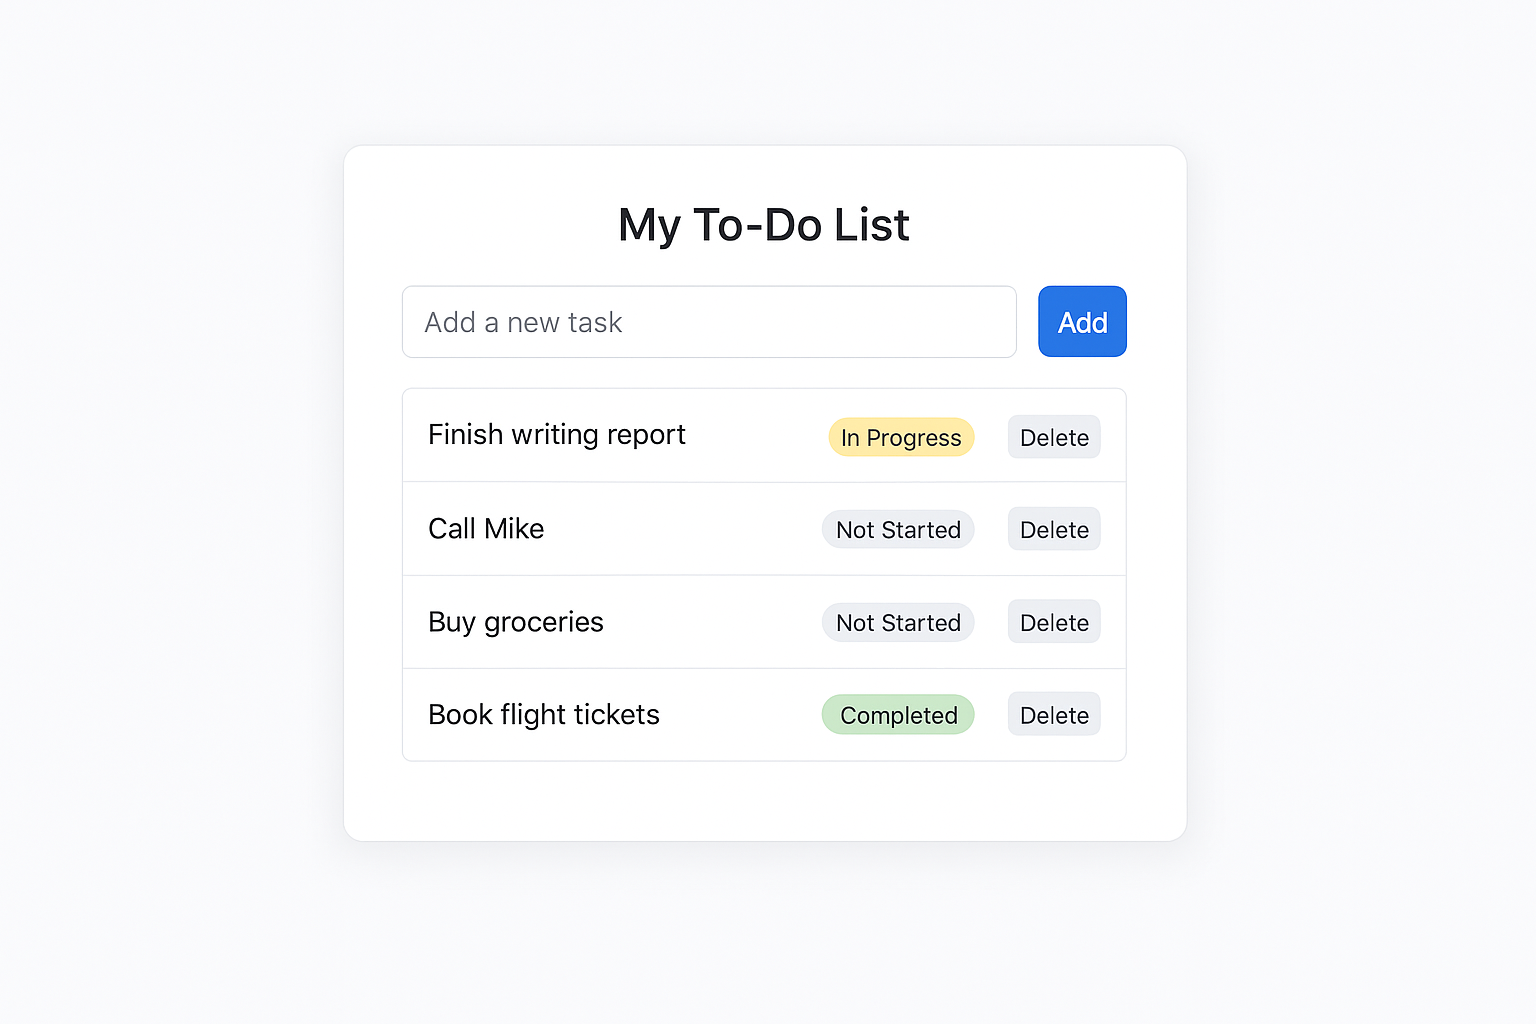 My To-Do List
Add a new task
Add
Finish writing report
In Progress
Delete
Call Mike
Not Started
Delete
Buy groceries
Not Started
Delete
Book flight tickets
Completed
Delete